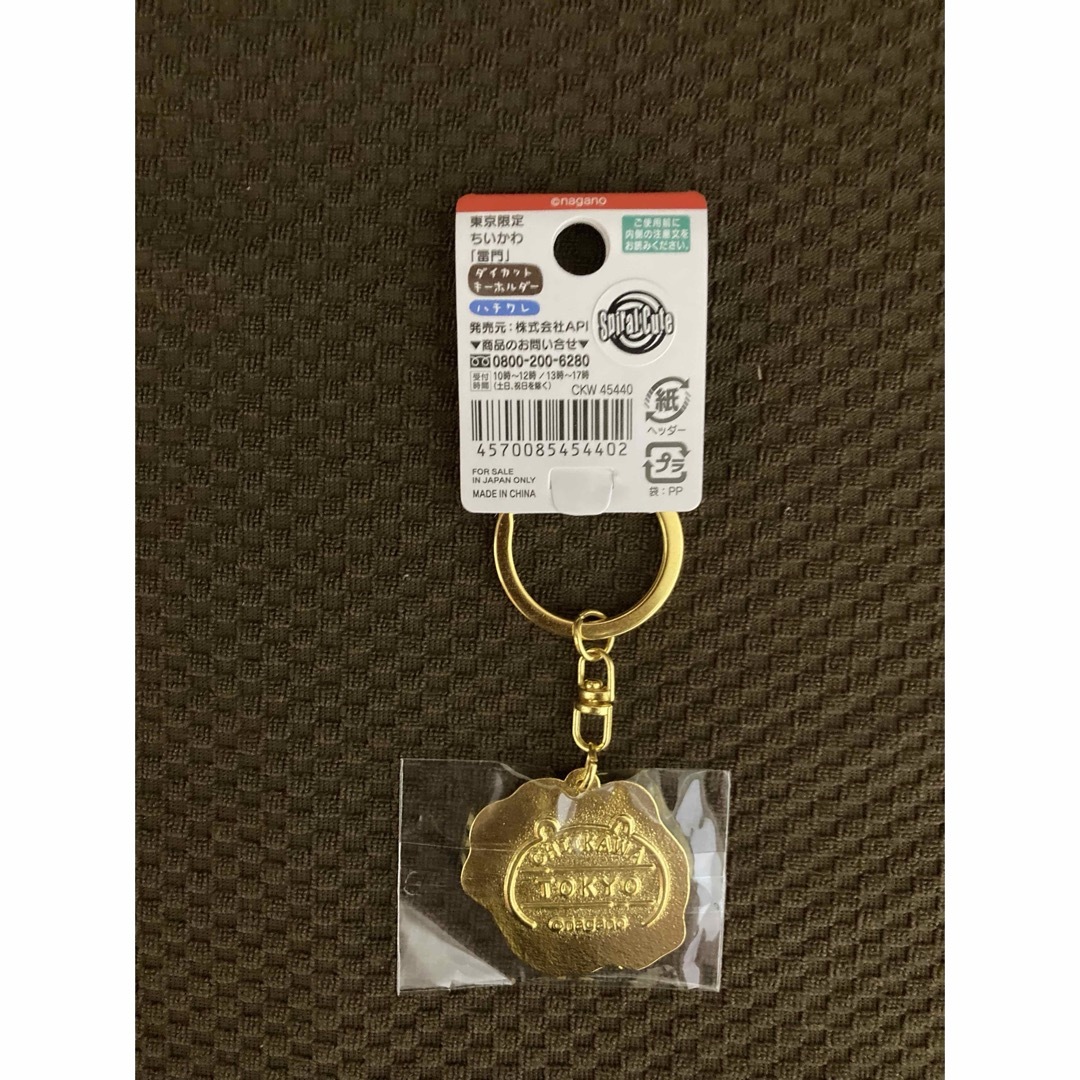 ©nagano
東京限定
ちいかわ
「雷門」
ダイカット
キーホルダー
ハチワレ
ご使用前に
内側の注意文を
お読みください。
Spiral Cute
発売元:株式会社API
▼商品のお問い合せ▼
0800-200-6280
受付時間 10時〜12時/13時〜17時
(土日、祝日を除く)
CKW 45440
4570085454402
紙
ヘッダー
プラ
袋:PP
FOR SALE
IN JAPAN ONLY
MADE IN CHINA
CHIIKAWA
TOKYO
©nagano